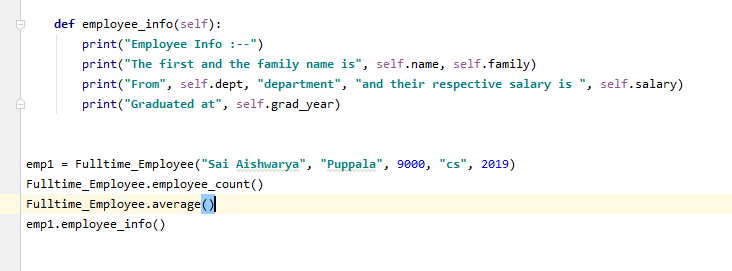 def employee_info(self):
print("Employee Info :--")
print("The first and the family name is", self.name, self.family)
print("From", self.dept, "department", "and their respective salary is ", self.salary)
print("Graduated at", self.grad_year)
emp1 = Fulltime_Employee("Sai Aishwarya", "Puppala", 9000, "cs", 2019)
Fulltime_Employee.employee_count()
Fulltime_Employee.average()
emp1.employee_info()